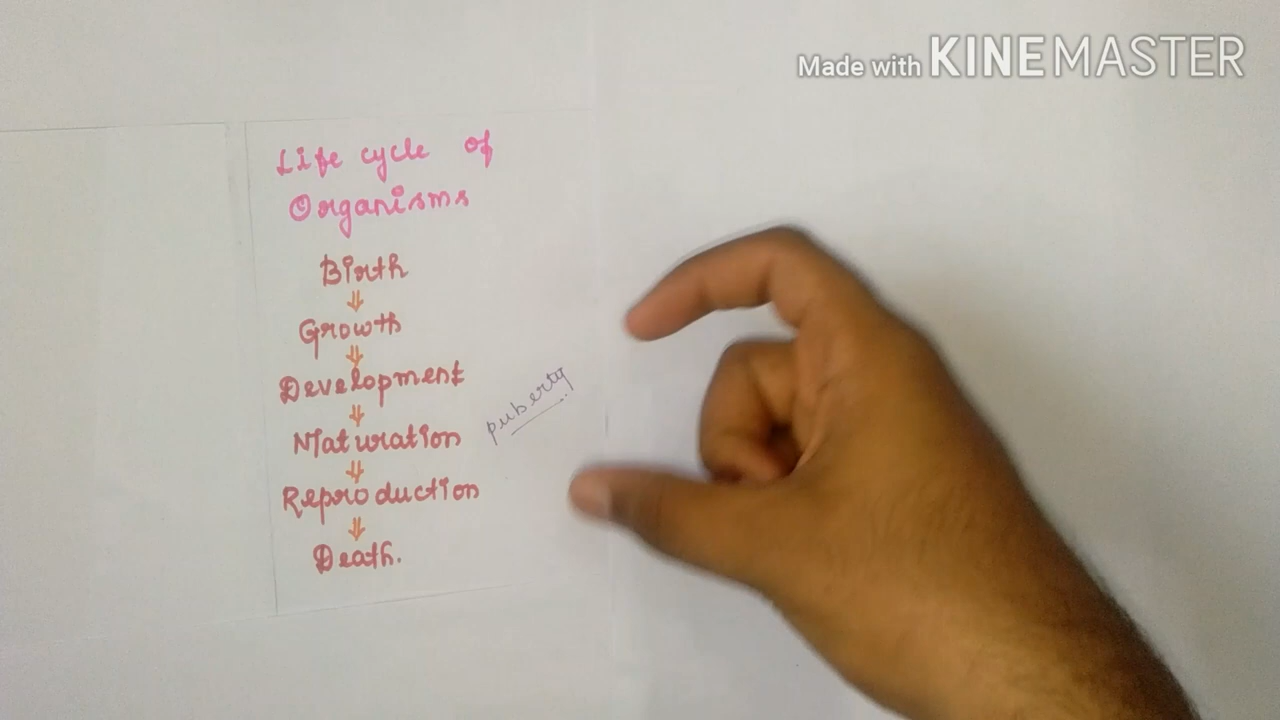 Made with KINEMASTER
Life cycle of
Organisms
Birth
⇓
Growth
⇓
Development
⇓
Maturation
puberty
⇓
Reproduction
⇓
Death.